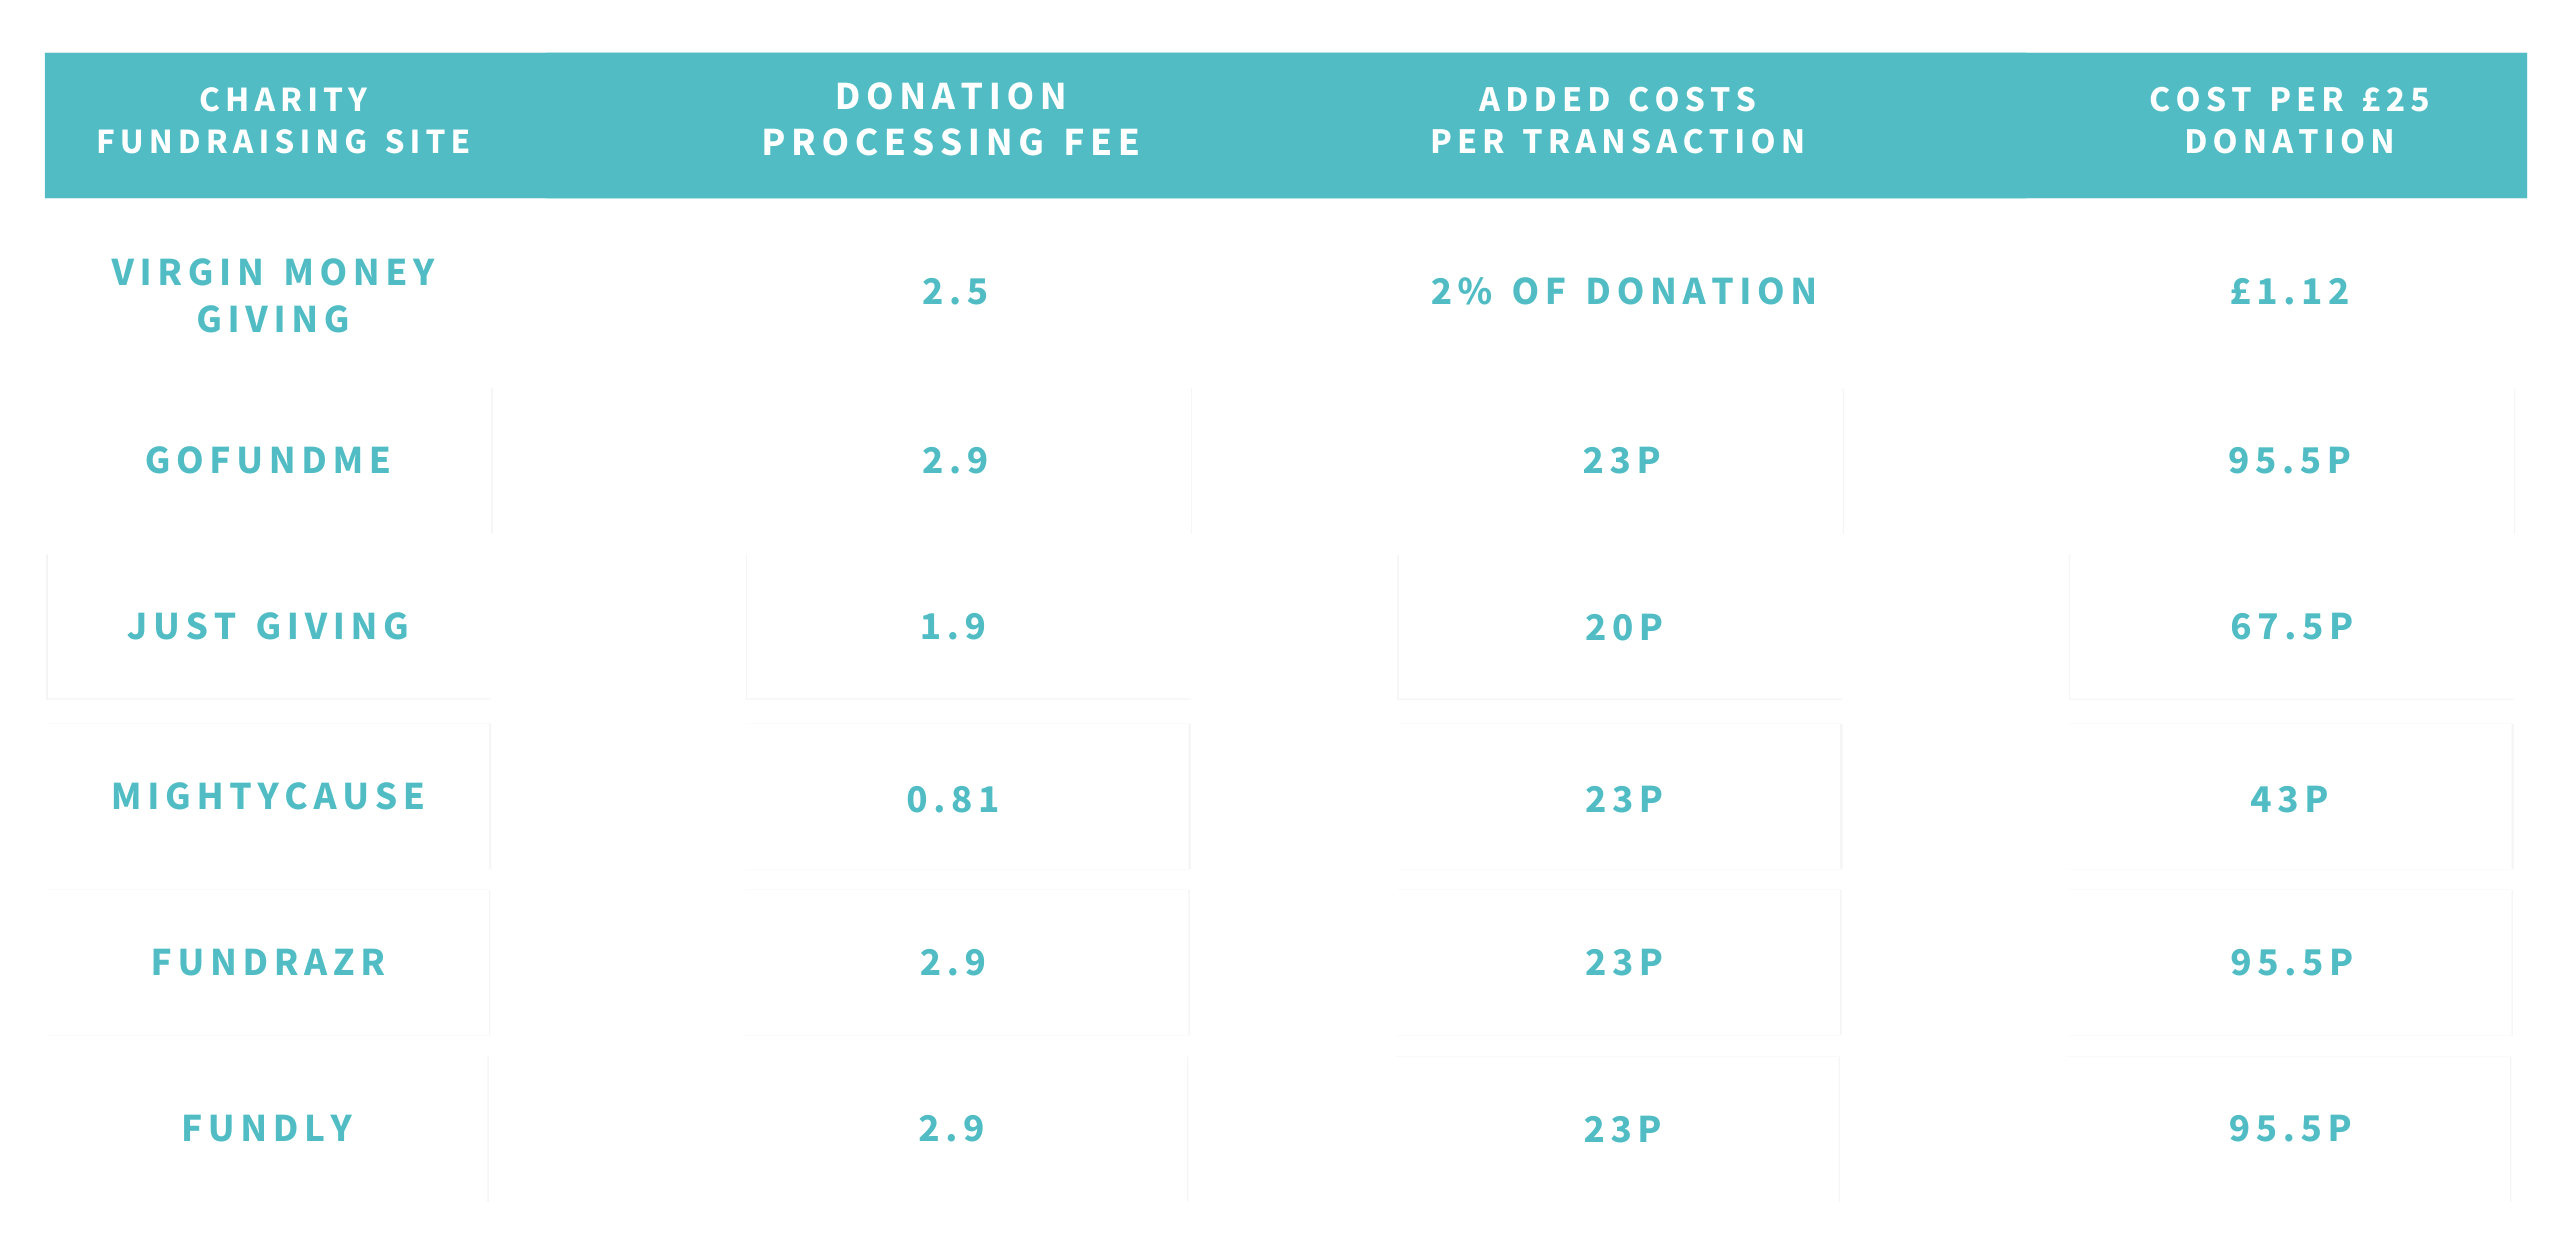 CHARITY
FUNDRAISING SITE
DONATION
PROCESSING FEE
ADDED COSTS
PER TRANSACTION
COST PER £25
DONATION
VIRGIN MONEY
GIVING
2.5
2% OF DONATION
£1.12
GOFUNDME
2.9
23P
95.5P
JUST GIVING
1.9
20P
67.5P
MIGHTYCAUSE
0.81
23P
43P
FUNDRAZR
2.9
23P
95.5P
FUNDLY
2.9
23P
95.5P